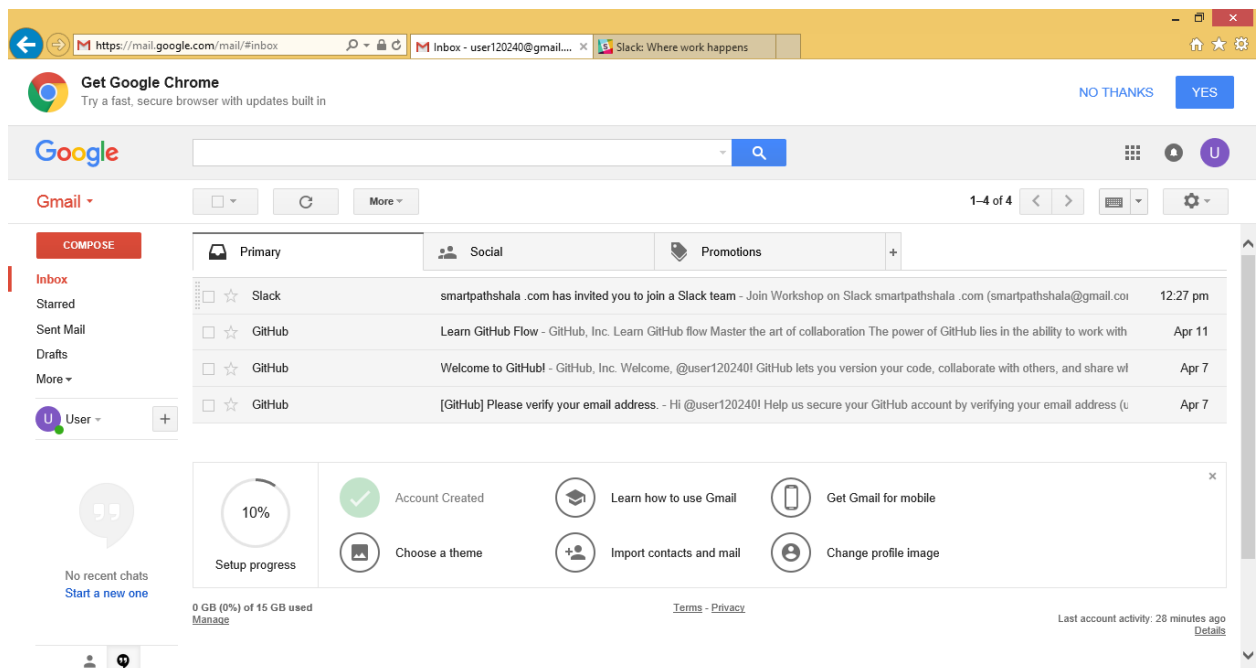 https://mail.google.com/mail/#inbox
Inbox - user120240@gmail....
Slack: Where work happens
Get Google Chrome
Try a fast, secure browser with updates built in
NO THANKS
YES
Google
U
Gmail
More
1–4 of 4
COMPOSE
Primary
Social
Promotions
+
Inbox
Starred
Sent Mail
Drafts
More
Slack smartpathshala .com has invited you to join a Slack team - Join Workshop on Slack smartpathshala .com (smartpathshala@gmail.com 12:27 pm
GitHub Learn GitHub Flow - GitHub, Inc. Learn GitHub flow Master the art of collaboration The power of GitHub lies in the ability to work with Apr 11
GitHub Welcome to GitHub! - GitHub, Inc. Welcome, @user120240! GitHub lets you version your code, collaborate with others, and share Apr 7
GitHub [GitHub] Please verify your email address. - Hi @user120240! Help us secure your GitHub account by verifying your email address Apr 7
U User
+
10%
Setup progress
Account Created
Learn how to use Gmail
Get Gmail for mobile
Choose a theme
Import contacts and mail
Change profile image
No recent chats
Start a new one
0 GB (0%) of 15 GB used
Manage
Terms - Privacy
Last account activity: 28 minutes ago
Details